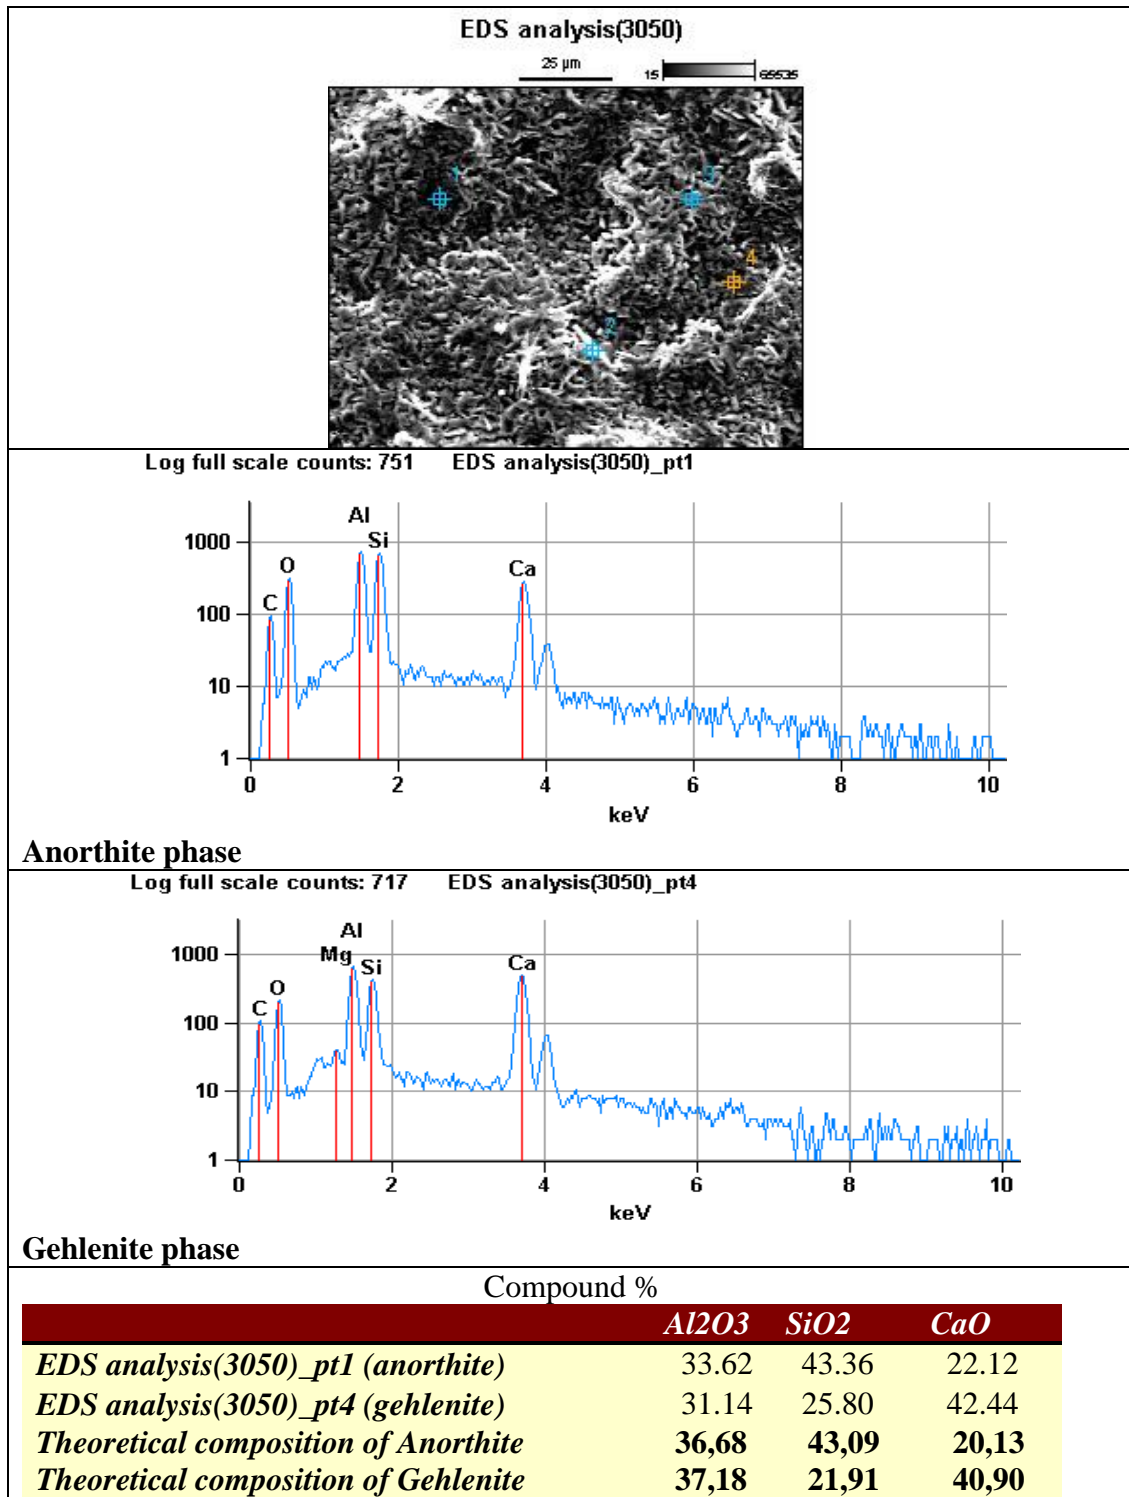 EDS analysis(3050)
25 µm
15 65535
1
3
4
2
Log full scale counts: 751 EDS analysis(3050)_pt1
Al
1000 Si
O
Ca
C
100
10
1
0 2 4 6 8 10
keV
Anorthite phase
Log full scale counts: 717 EDS analysis(3050)_pt4
Al
1000 Mg Si Ca
O
C
100
10
1
0 2 4 6 8 10
keV
Gehlenite phase
Compound %
Al2O3 SiO2 CaO
EDS analysis(3050)_pt1 (anorthite) 33.62 43.36 22.12
EDS analysis(3050)_pt4 (gehlenite) 31.14 25.80 42.44
Theoretical composition of Anorthite 36,68 43,09 20,13
Theoretical composition of Gehlenite 37,18 21,91 40,90